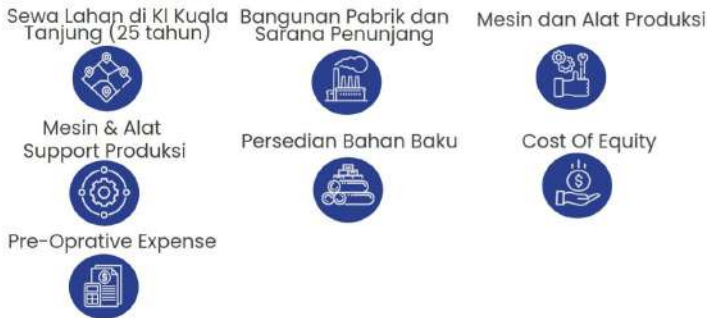 Sewa Lahan di KI Kuala
Tanjung (25 tahun)
Bangunan Pabrik dan
Sarana Penunjang
Mesin dan Alat Produksi
Mesin & Alat
Support Produksi
Persedian Bahan Baku
Cost Of Equity
Pre-Oprative Expense